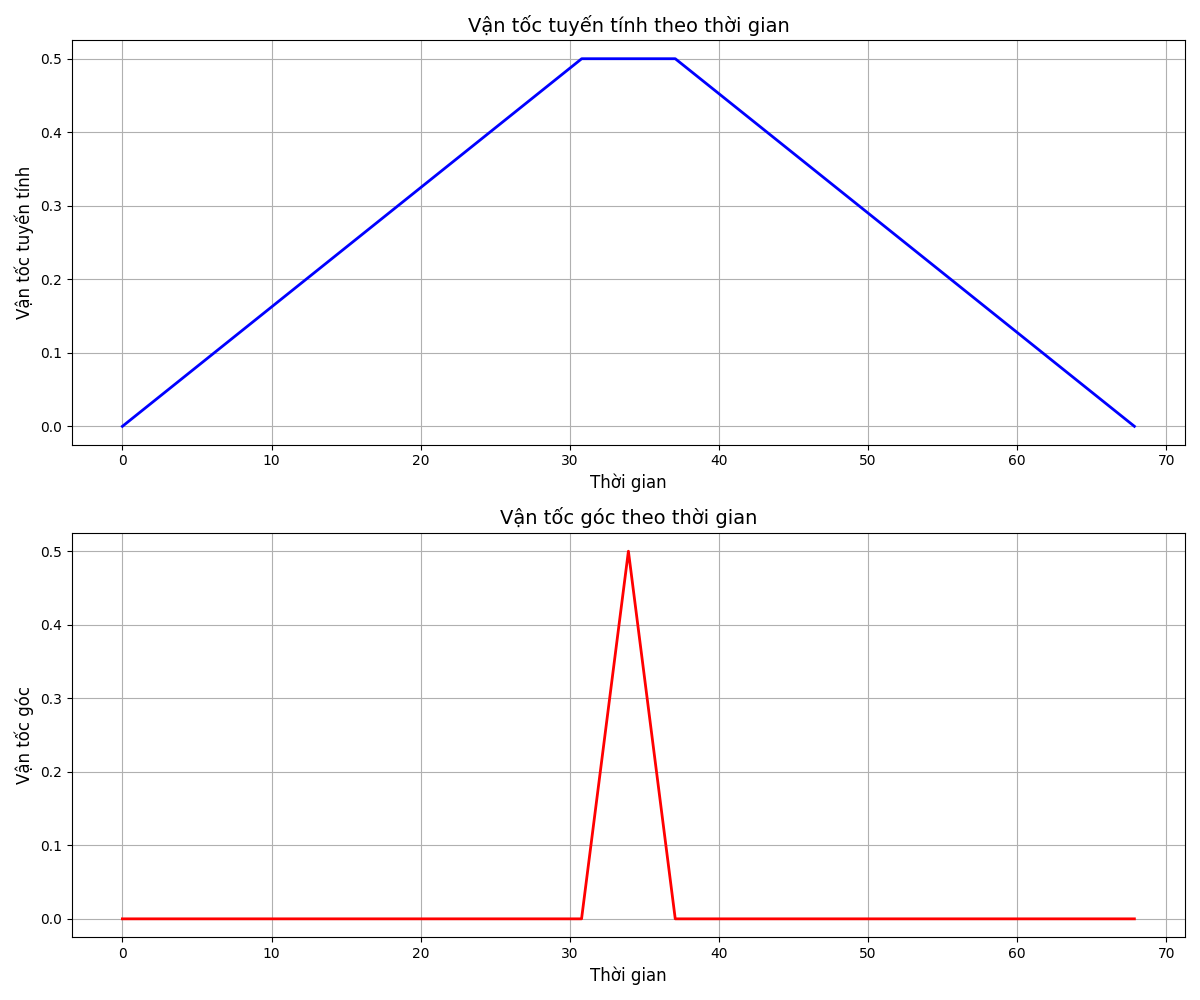 Vận tốc tuyến tính theo thời gian
0.5
0.4
0.3
0.2
0.1
0.0
Vận tốc tuyến tính
0 10 20 30 40 50 60 70
Thời gian
Vận tốc góc theo thời gian
0.5
0.4
0.3
0.2
0.1
0.0
Vận tốc góc
0 10 20 30 40 50 60 70
Thời gian